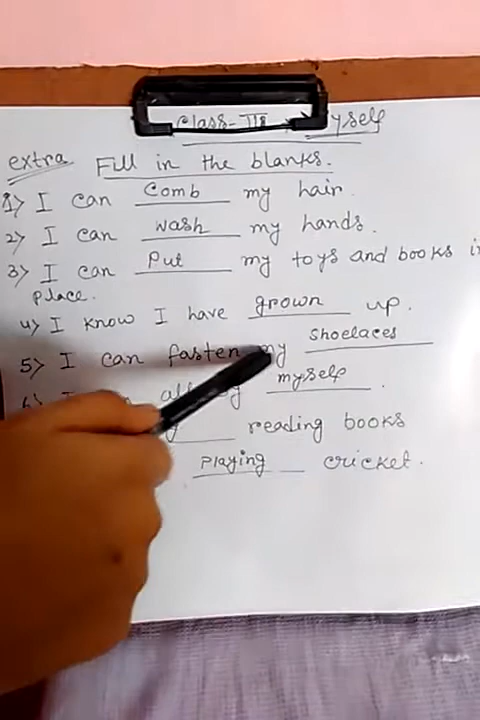 Class-III yself
extra Fill in the blanks.
1> I can comb my hair.
2> I can wash my hands.
3> I can Put my toys and books in
place.
4> I know I have grown up.
5> I can fasten my shoelaces
myself.
reading books
Playing cricket.